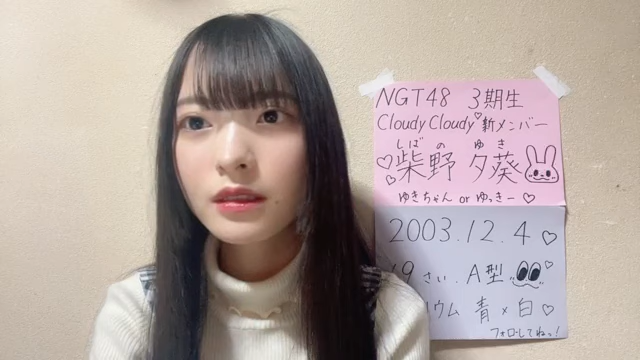 NGT48 3期生
Cloudy Cloudy 新メンバー
しばの ゆき
柴野 夕葵
ゆきちゃん or ゆっきー
2003.12.4
9さい. A型
ウム 青×白
フォローしてねっ!